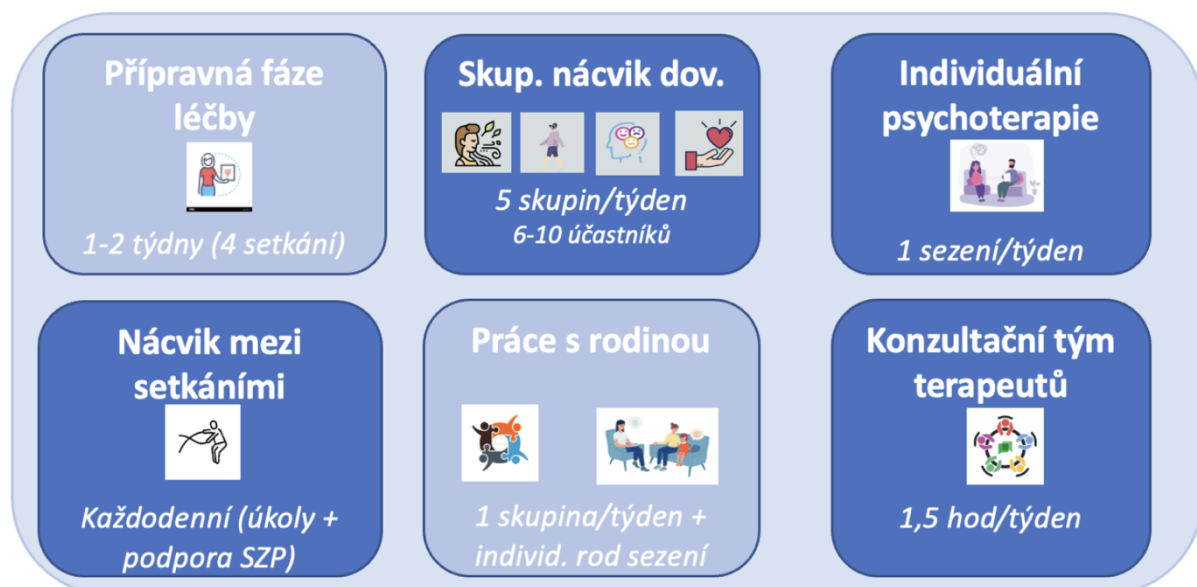 Přípravná fáze
léčby
1-2 týdny (4 setkání)
Skup. nácvik dov.
5 skupin/týden
6-10 účastníků
Individuální
psychoterapie
1 sezení/týden
Nácvik mezi
setkáními
Každodenní (úkoly +
podpora SZP)
Práce s rodinou
1 skupina/týden +
individ. rod sezení
Konzultační tým
terapeutů
1,5 hod/týden